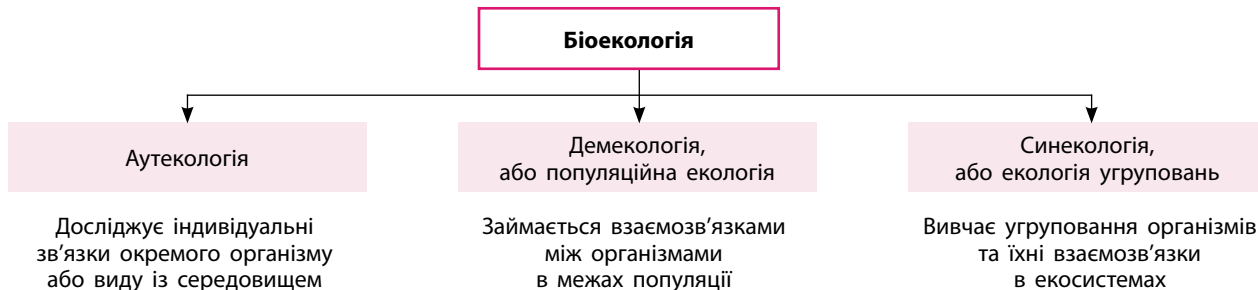 Біоекологія
Аутекологія
Досліджує індивідуальні
зв'язки окремого організму
або виду із середовищем
Демекологія,
або популяційна екологія
Займається взаємозв'язками
між організмами
в межах популяції
Синекологія,
або екологія угруповань
Вивчає угруповання організмів
та їхні взаємозв'язки
в екосистемах